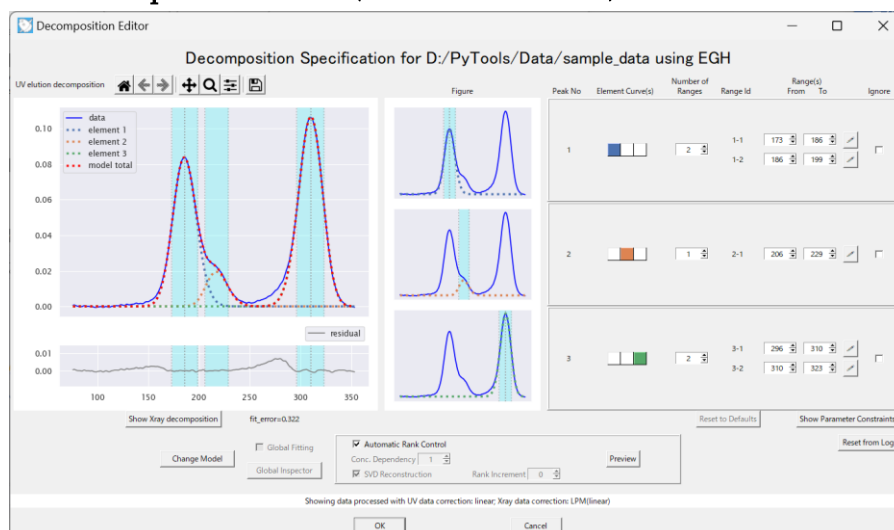 Decomposition Editor
Decomposition Specification for D:/PyTools/Data/sample_data using EGH
UV elution decomposition
Figure
Peak No Element Curve(s) Number of Ranges Range Id Range(s) From To Ignore
data
element 1
element 2
element 3
model total
0.10
0.08
0.06
0.04
0.02
0.00
residual
0.01
0.00
100 150 200 250 300 350
1 2 1-1 173 186
1-2 186 199
2 1 2-1 206 229
3 2 3-1 296 310
3-2 310 323
Show Xray decomposition fit_error=0.322 Reset to Defaults Show Parameter Constraints
Change Model Global Fitting Automatic Rank Control Reset from Log
Conc. Dependency 1 Preview
Global Inspector SVD Reconstruction Rank Increment 0
Showing data processed with UV data correction: linear; Xray data correction: LPM(linear)
OK Cancel